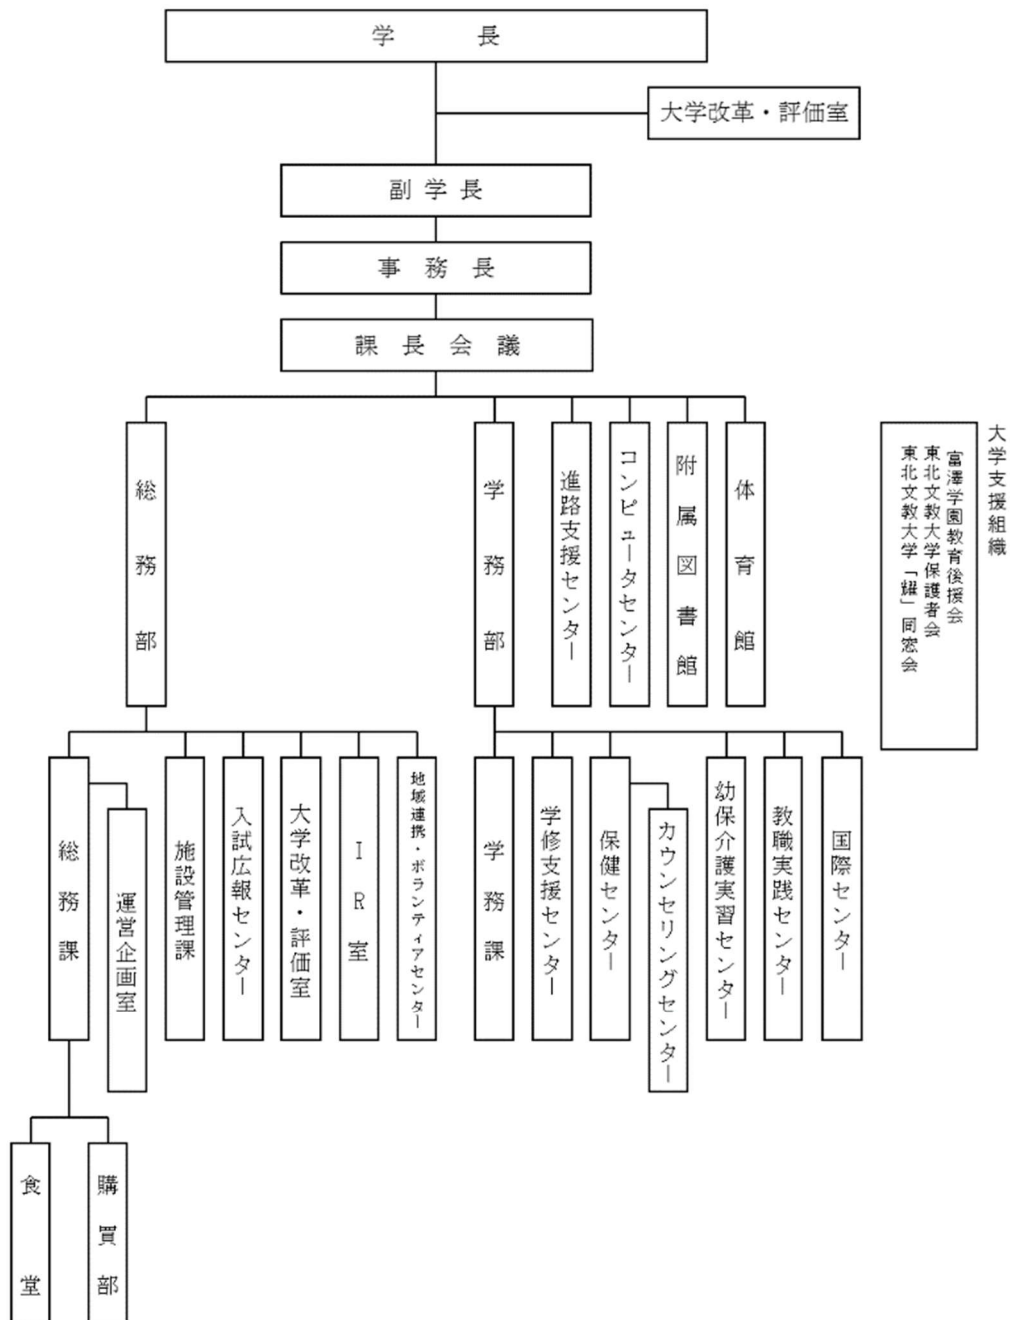 学長
大学改革・評価室
副学長
事務長
課長会議
総務部
学務部
進路支援センター
コンピュータセンター
附属図書館
体育館
大学支援組織
富澤学園教育後援会
東北文教大学保護者会
東北文教大学「耀」同窓会
総務課
運営企画室
施設管理課
入試広報センター
大学改革・評価室
IR室
地域連携・ボランティアセンター
学務課
学修支援センター
保健センター
カウンセリングセンター
幼保介護実習センター
教職実践センター
国際センター
食堂
購買部